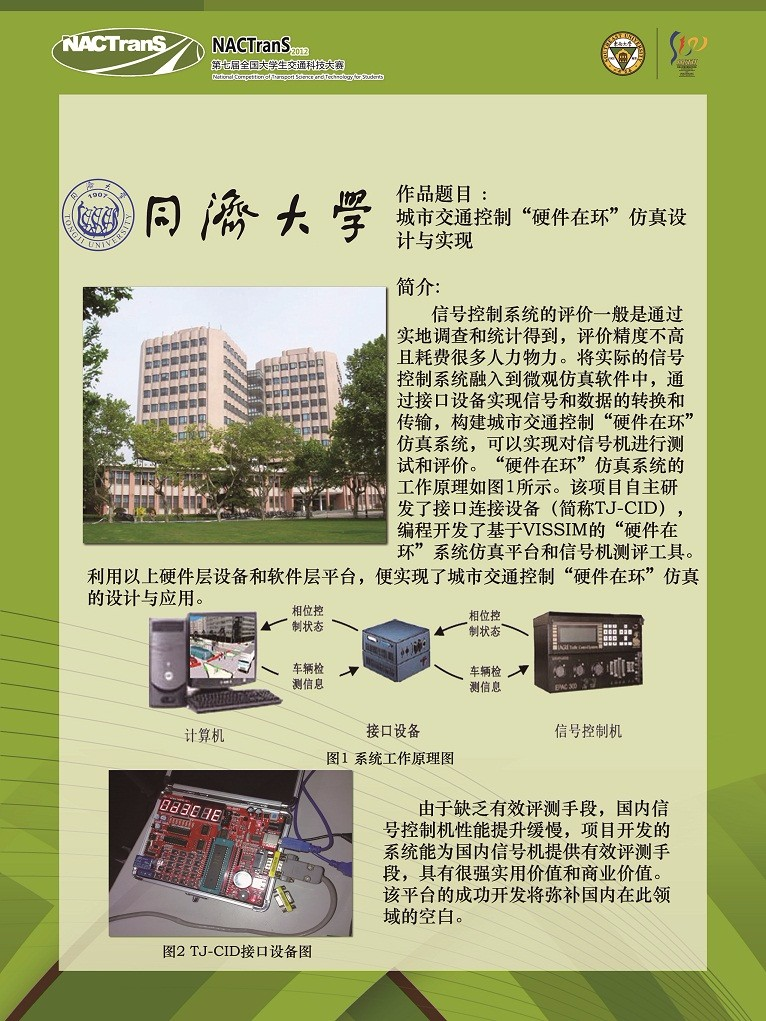 NACTranS
NACTranS 2012
第七届全国大学生交通科技大赛
National Competition of Transport Science and Technology for Students
同济大学
1907
TONGJI UNIVERSITY
同濟大學
作品题目：
城市交通控制“硬件在环”仿真设
计与实现
简介:
信号控制系统的评价一般是通过
实地调查和统计得到，评价精度不高
且耗费很多人力物力。将实际的信号
控制系统融入到微观仿真软件中，通
过接口设备实现信号和数据的转换和
传输，构建城市交通控制“硬件在环”
仿真系统，可以实现对信号机进行测
试和评价。“硬件在环”仿真系统的
工作原理如图1所示。该项目自主研
发了接口连接设备（简称TJ-CID），
编程开发了基于VISSIM的“硬件在
环”系统仿真平台和信号机测评工具。
利用以上硬件层设备和软件层平台，便实现了城市交通控制“硬件在环”仿真
的设计与应用。
相位控
制状态
车辆检
测信息
相位控
制状态
车辆检
测信息
EPAC 300
计算机
接口设备
信号控制机
图1 系统工作原理图
由于缺乏有效评测手段，国内信
号控制机性能提升缓慢，项目开发的
系统能为国内信号机提供有效评测手
段，具有很强实用价值和商业价值。
该平台的成功开发将弥补国内在此领
域的空白。
图2 TJ-CID接口设备图